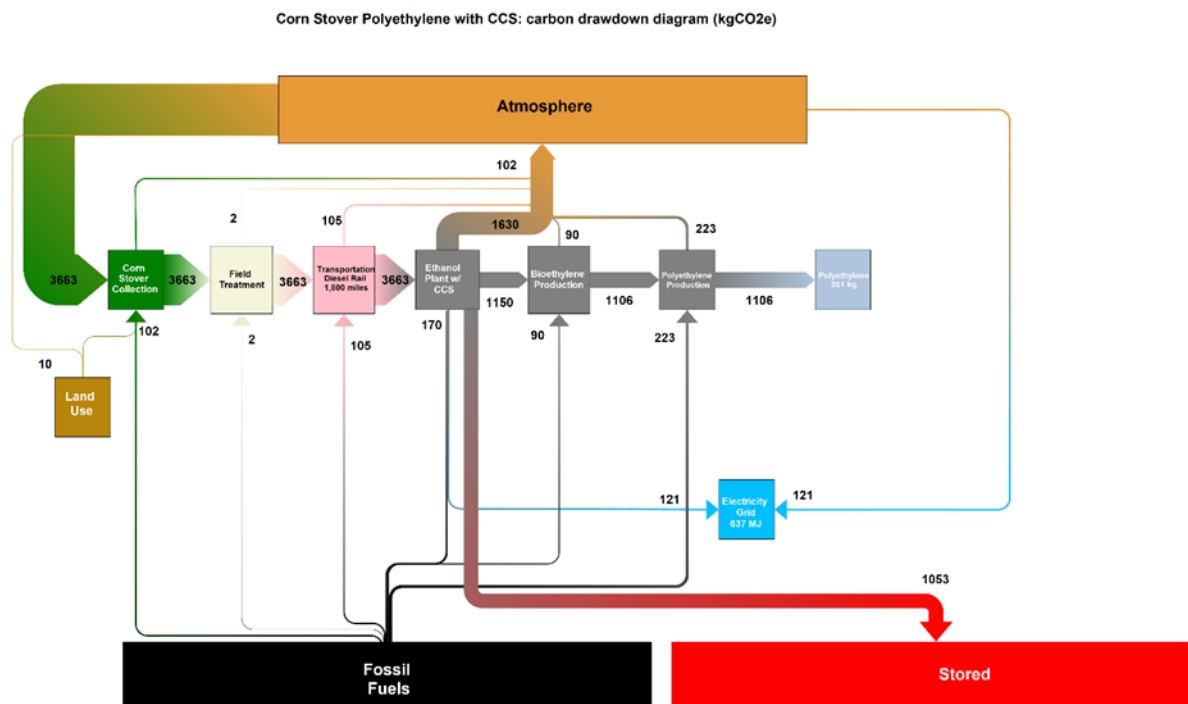 Corn Stover Polyethylene with CCS: carbon drawdown diagram (kgCO2e)
Atmosphere
102
2
105
1630
90
223
3663
Corn
Stover
Collection
3663
Field
Treatment
3663
Transportation
Diesel Rail
1,800 miles
3663
Ethanol
Plant w/
CCS
1150
Bioethylene
Production
1106
Polyethylene
Production
1106
Polyethylene
351 kg
102
2
105
170
90
223
10
Land
Use
121
Electricity
Grid
637 MJ
121
1053
Fossil
Fuels
Stored